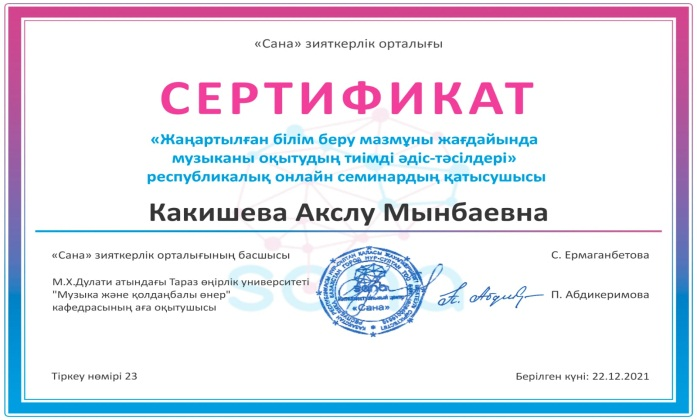 «Сана» зияткерлік орталығы
СЕРТИФИКАТ
«Жаңартылған білім беру мазмұны жағдайында
музыканы оқытудың тиімді әдіс-тәсілдері»
республикалық онлайн семинардың қатысушысы
Какишева Акслу Мынбаевна
«Сана» зияткерлік орталығының басшысы
С. Ермаганбетова
М.Х.Дулати атындағы Тараз өңірлік университеті
"Музыка және қолданбалы өнер"
кафедрасының аға оқытушысы
П. Абдикеримова
«Сана»
Тіркеу нөмірі 23
Берілген күні: 22.12.2021